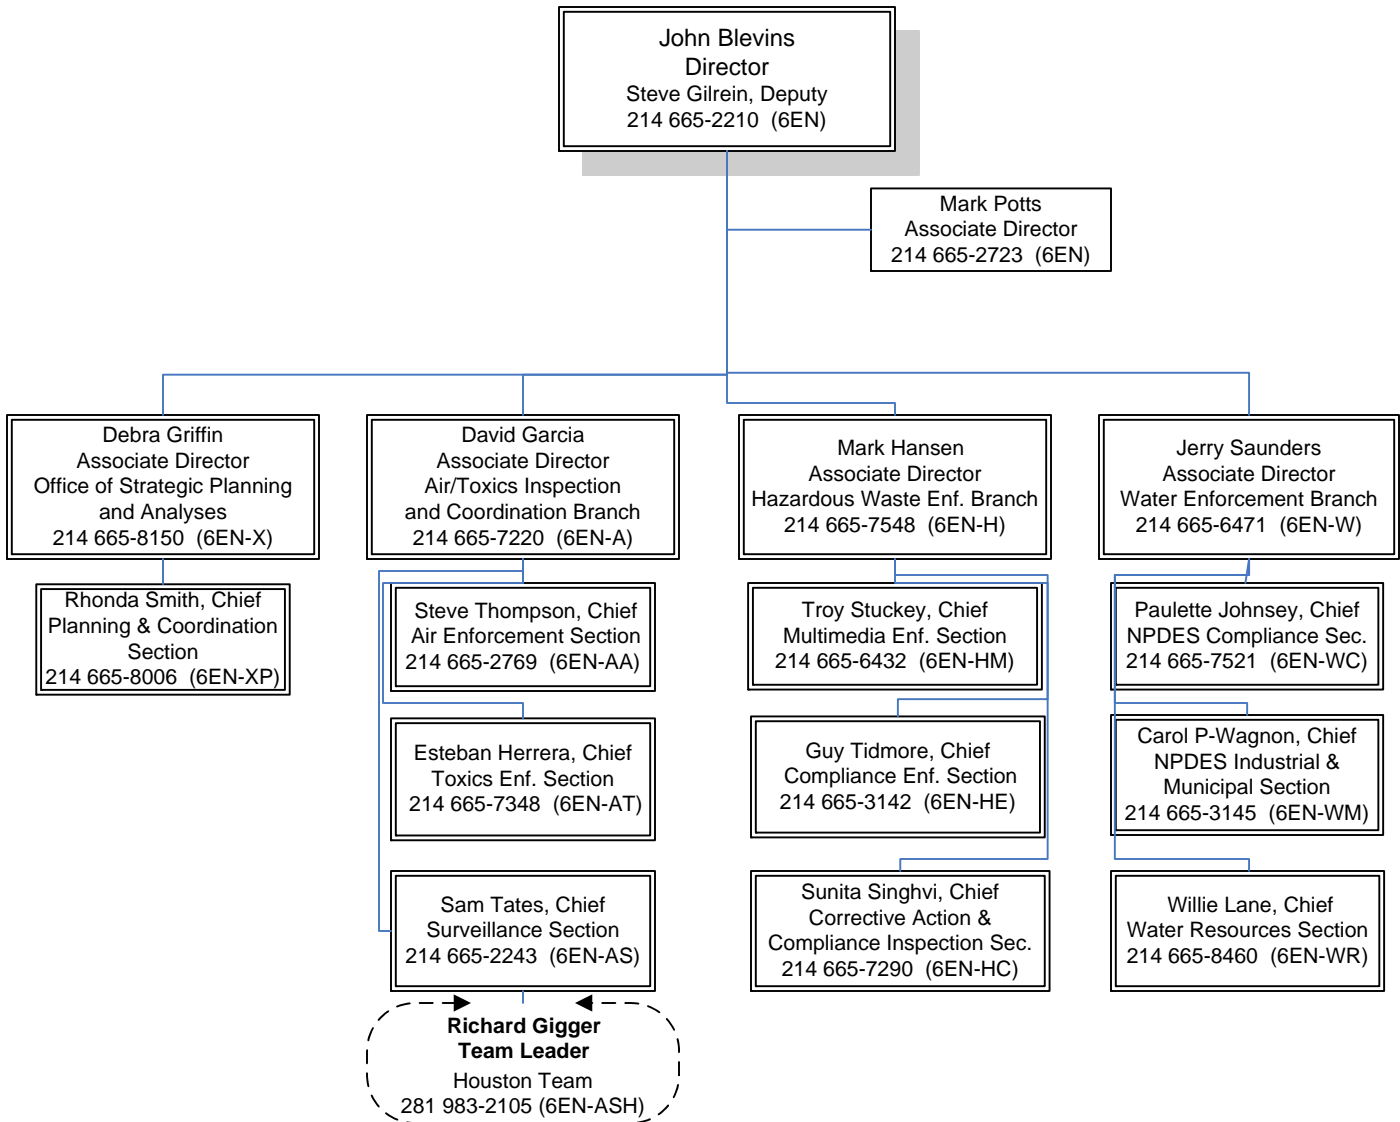 John Blevins
Director
Steve Gilrein, Deputy
214 665-2210 (6EN)
Mark Potts
Associate Director
214 665-2723 (6EN)
Debra Griffin
Associate Director
Office of Strategic Planning
and Analyses
214 665-8150 (6EN-X)
David Garcia
Associate Director
Air/Toxics Inspection
and Coordination Branch
214 665-7220 (6EN-A)
Mark Hansen
Associate Director
Hazardous Waste Enf. Branch
214 665-7548 (6EN-H)
Jerry Saunders
Associate Director
Water Enforcement Branch
214 665-6471 (6EN-W)
Rhonda Smith, Chief
Planning & Coordination
Section
214 665-8006 (6EN-XP)
Steve Thompson, Chief
Air Enforcement Section
214 665-2769 (6EN-AA)
Troy Stuckey, Chief
Multimedia Enf. Section
214 665-6432 (6EN-HM)
Paulette Johnsey, Chief
NPDES Compliance Sec.
214 665-7521 (6EN-WC)
Esteban Herrera, Chief
Toxics Enf. Section
214 665-7348 (6EN-AT)
Guy Tidmore, Chief
Compliance Enf. Section
214 665-3142 (6EN-HE)
Carol P-Wagnon, Chief
NPDES Industrial &
Municipal Section
214 665-3145 (6EN-WM)
Sam Tates, Chief
Surveillance Section
214 665-2243 (6EN-AS)
Sunita Singhvi, Chief
Corrective Action &
Compliance Inspection Sec.
214 665-7290 (6EN-HC)
Willie Lane, Chief
Water Resources Section
214 665-8460 (6EN-WR)
Richard Gigger
Team Leader
Houston Team
281 983-2105 (6EN-ASH)